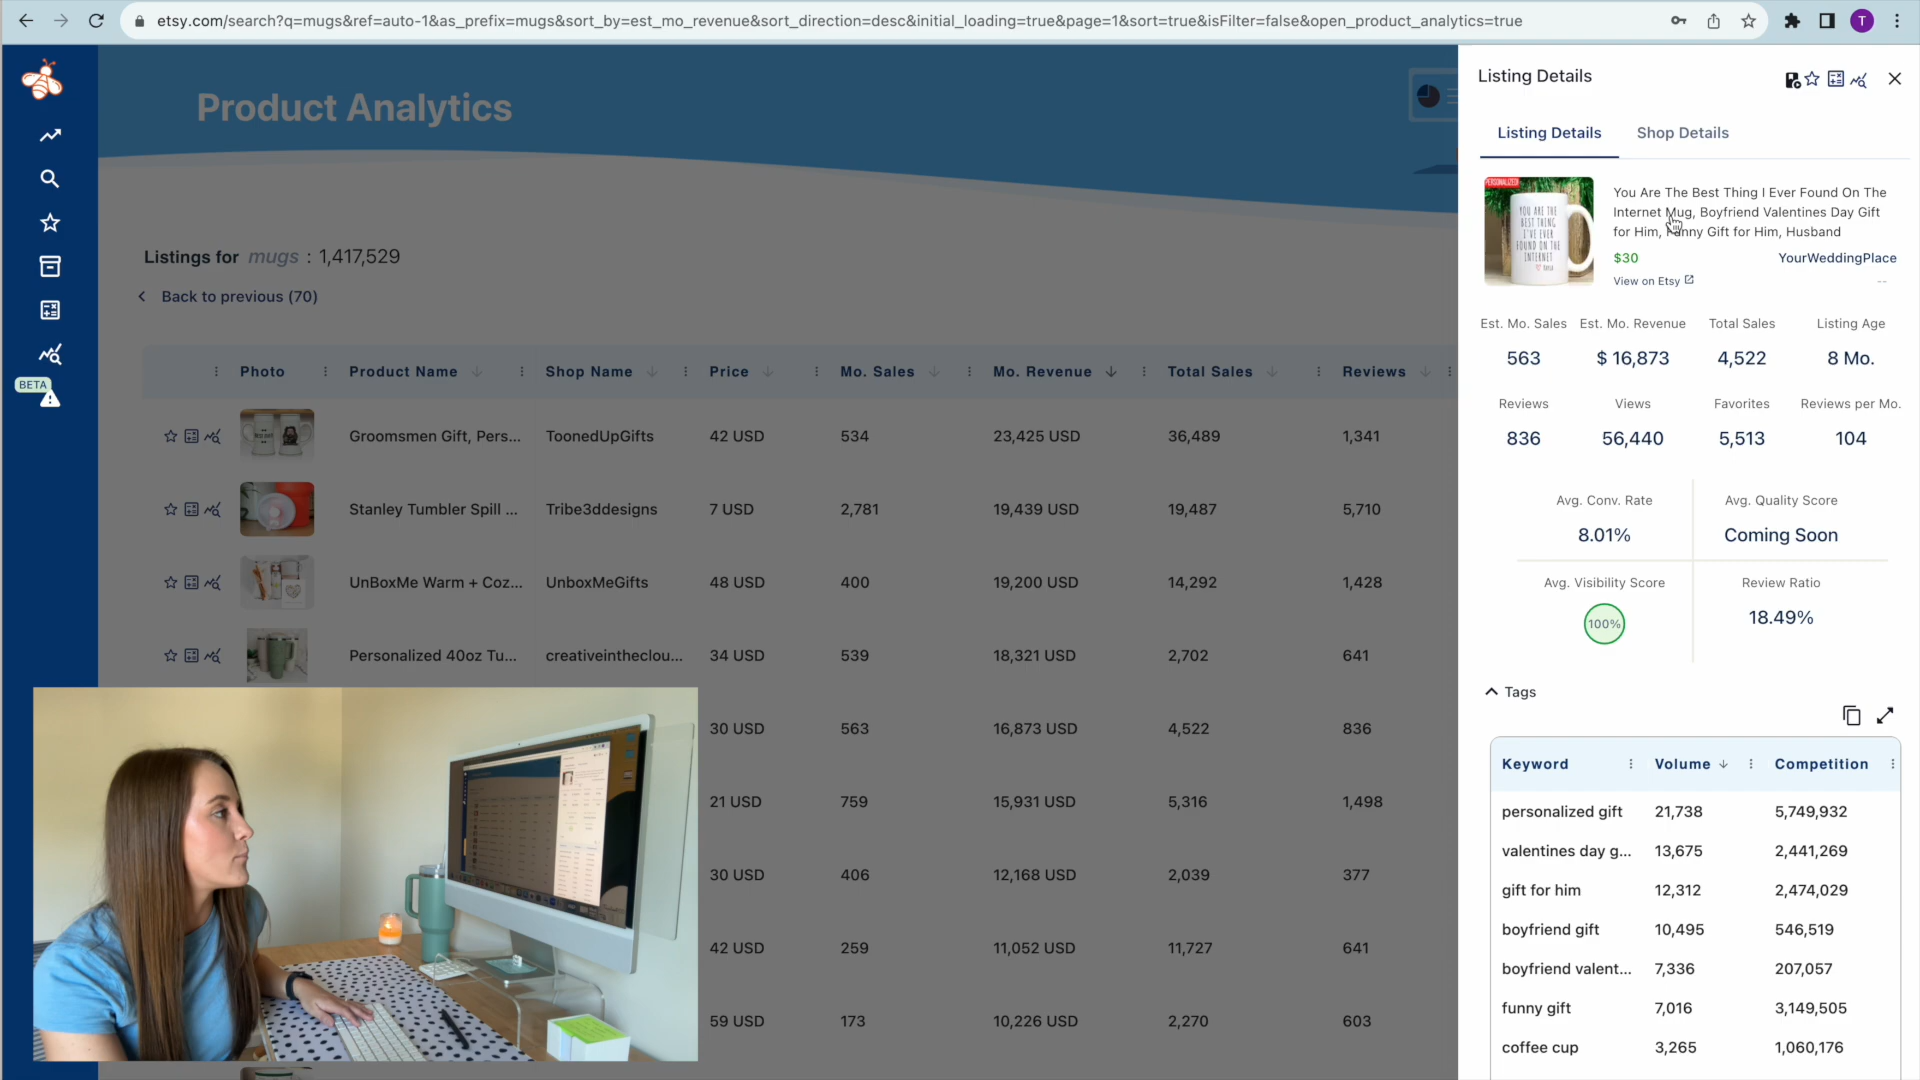 etsy.com/search?q=mugs&ref=auto-1&as_prefix=mugs&sort_by=est_mo_revenue&sort_direction=desc&initial_loading=true&page=1&sort=true&isFilter=false&open_product_analytics=true
T
BETA
Product Analytics
Listings for mugs : 1,417,529
Back to previous (70)
Photo Product Name Shop Name Price Mo. Sales Mo. Revenue Total Sales Reviews
Groomsmen Gift, Pers... ToonedUpGifts 42 USD 534 23,425 USD 36,489 1,341
Stanley Tumbler Spill ... Tribe3ddesigns 7 USD 2,781 19,439 USD 19,487 5,710
UnBoxMe Warm + Coz... UnboxMeGifts 48 USD 400 19,200 USD 14,292 1,428
Personalized 40oz Tu... creativeintheclou... 34 USD 539 18,321 USD 2,702 641
30 USD 563 16,873 USD 4,522 836
21 USD 759 15,931 USD 5,316 1,498
30 USD 406 12,168 USD 2,039 377
42 USD 259 11,052 USD 11,727 641
59 USD 173 10,226 USD 2,270 603
Listing Details
Listing Details Shop Details
PERSONALIZED!
YOU ARE THE
BEST THING
I'VE EVER
FOUND ON THE
INTERNET
You Are The Best Thing I Ever Found On The
Internet Mug, Boyfriend Valentines Day Gift
for Him, Funny Gift for Him, Husband
$30 YourWeddingPlace
View on Etsy --
Est. Mo. Sales Est. Mo. Revenue Total Sales Listing Age
563 $ 16,873 4,522 8 Mo.
Reviews Views Favorites Reviews per Mo.
836 56,440 5,513 104
Avg. Conv. Rate Avg. Quality Score
8.01% Coming Soon
Avg. Visibility Score Review Ratio
100% 18.49%
Tags
Keyword Volume Competition
personalized gift 21,738 5,749,932
valentines day g... 13,675 2,441,269
gift for him 12,312 2,474,029
boyfriend gift 10,495 546,519
boyfriend valent... 7,336 207,057
funny gift 7,016 3,149,505
coffee cup 3,265 1,060,176